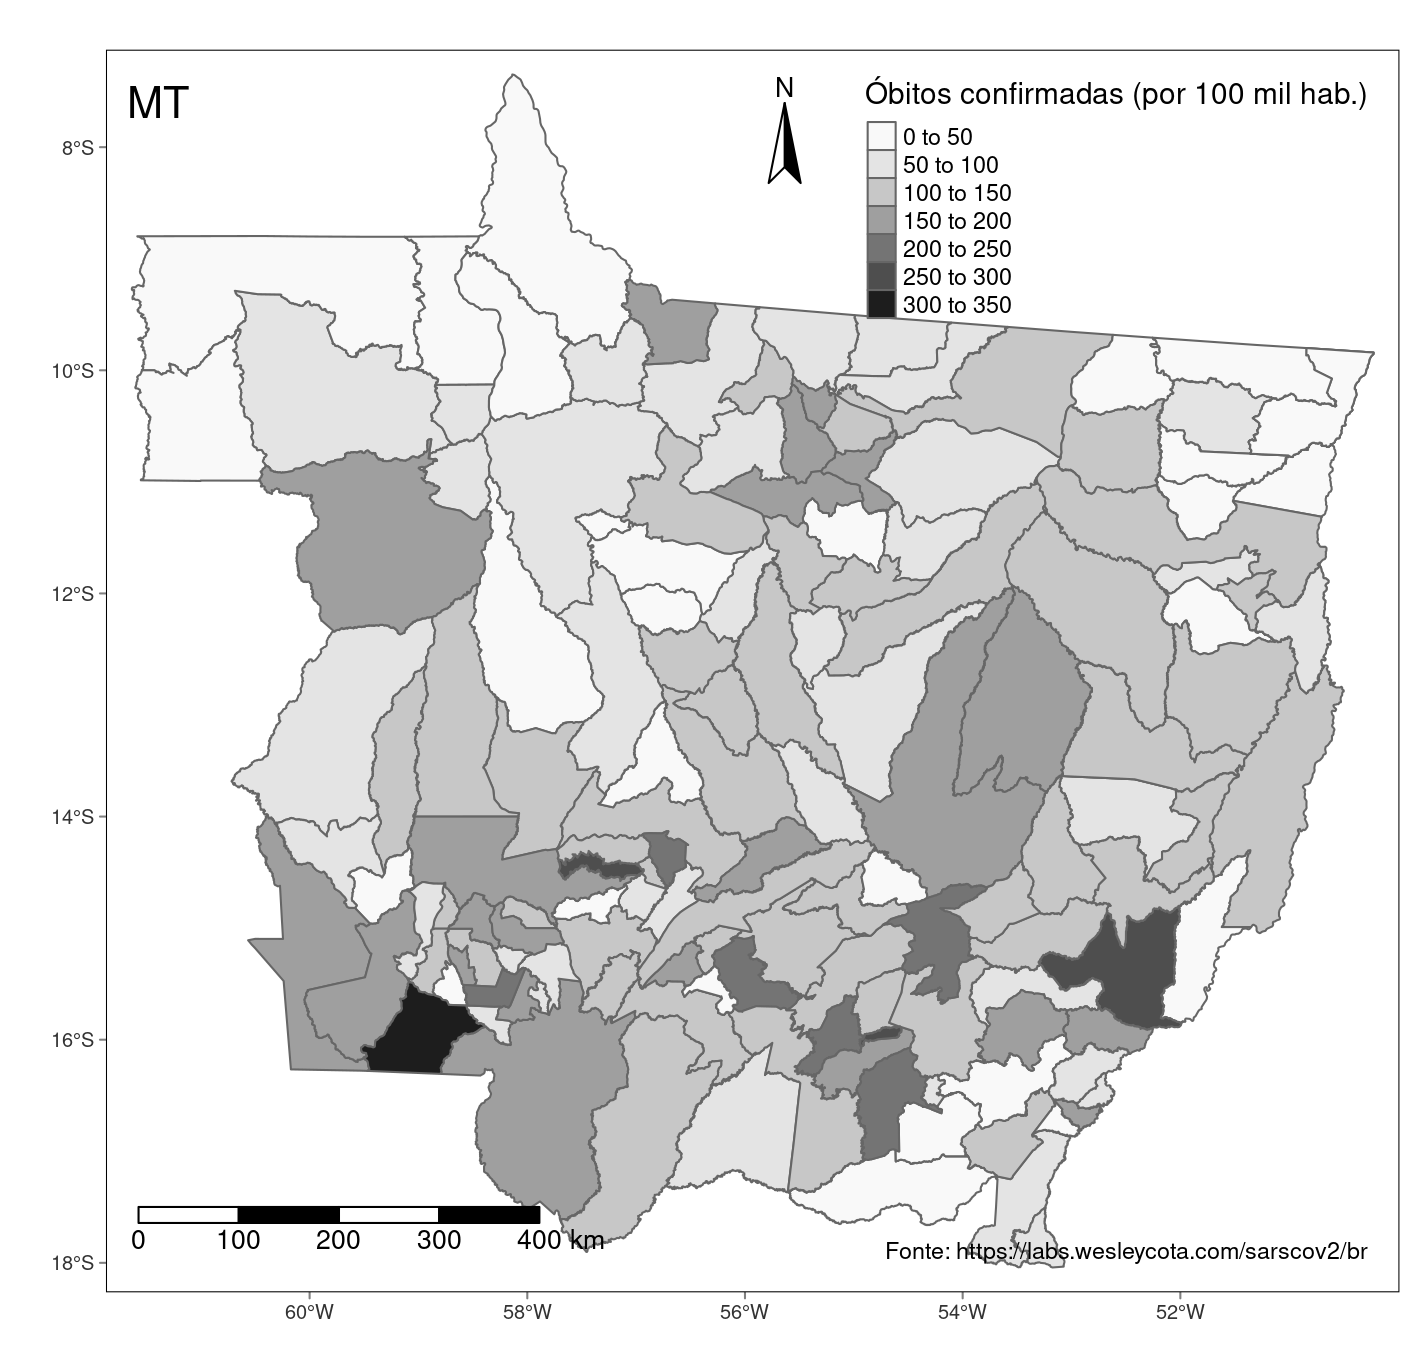 MT
N
Óbitos confirmadas (por 100 mil hab.)
0 to 50
50 to 100
100 to 150
150 to 200
200 to 250
250 to 300
300 to 350
8°S
10°S
12°S
14°S
16°S
18°S
0 100 200 300 400 km
Fonte: https://labs.wesleycota.com/sarscov2/br
60°W 58°W 56°W 54°W 52°W